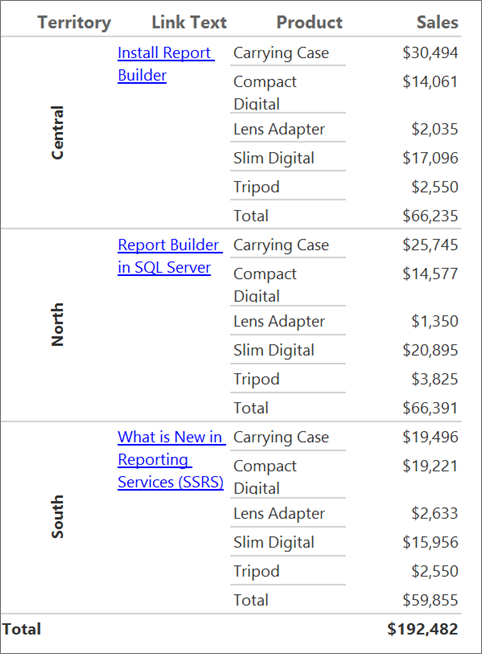 Territory Link Text Product Sales
Central Install Report Builder Carrying Case $30,494
Compact Digital $14,061
Lens Adapter $2,035
Slim Digital $17,096
Tripod $2,550
Total $66,235
North Report Builder in SQL Server Carrying Case $25,745
Compact Digital $14,577
Lens Adapter $1,350
Slim Digital $20,895
Tripod $3,825
Total $66,391
South What is New in Reporting Services (SSRS) Carrying Case $19,496
Compact Digital $19,221
Lens Adapter $2,633
Slim Digital $15,956
Tripod $2,550
Total $59,855
Total $192,482